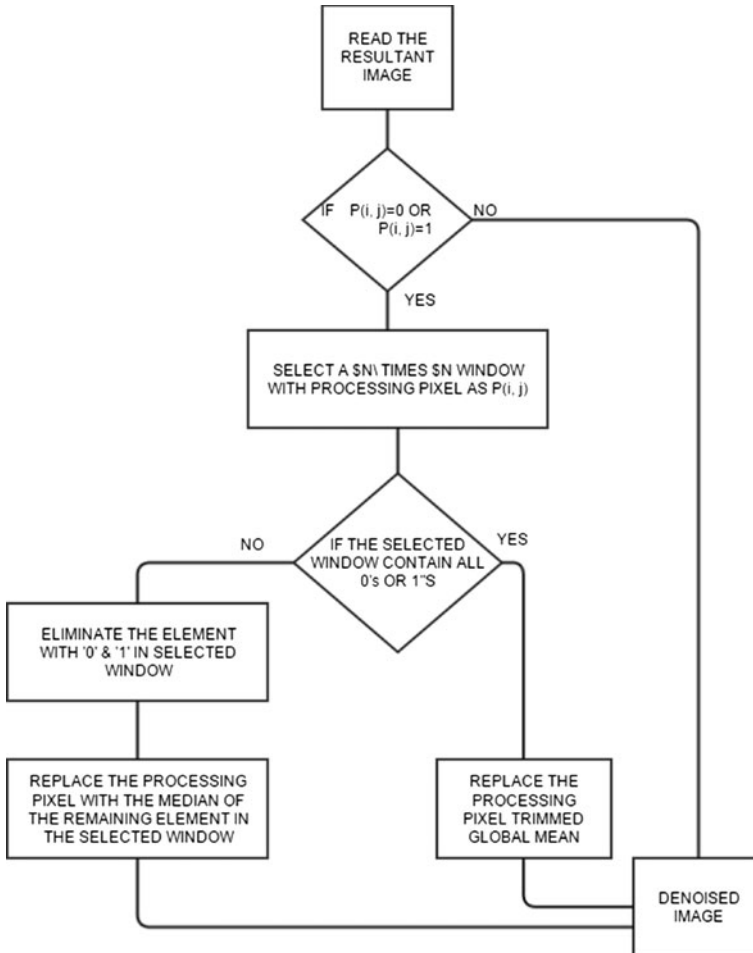 READ THE
RESULTANT
IMAGE
IF P(i, j)=0 OR
P(i, j)=1
NO
YES
SELECT A $N\ TIMES $N WINDOW
WITH PROCESSING PIXEL AS P(i, j)
IF THE SELECTED
WINDOW CONTAIN ALL
0's OR 1"S
NO
YES
ELIMINATE THE ELEMENT
WITH '0' & '1' IN SELECTED
WINDOW
REPLACE THE PROCESSING
PIXEL WITH THE MEDIAN OF
THE REMAINING ELEMENT IN
THE SELECTED WINDOW
REPLACE THE
PROCESSING
PIXEL TRIMMED
GLOBAL MEAN
DENOISED
IMAGE